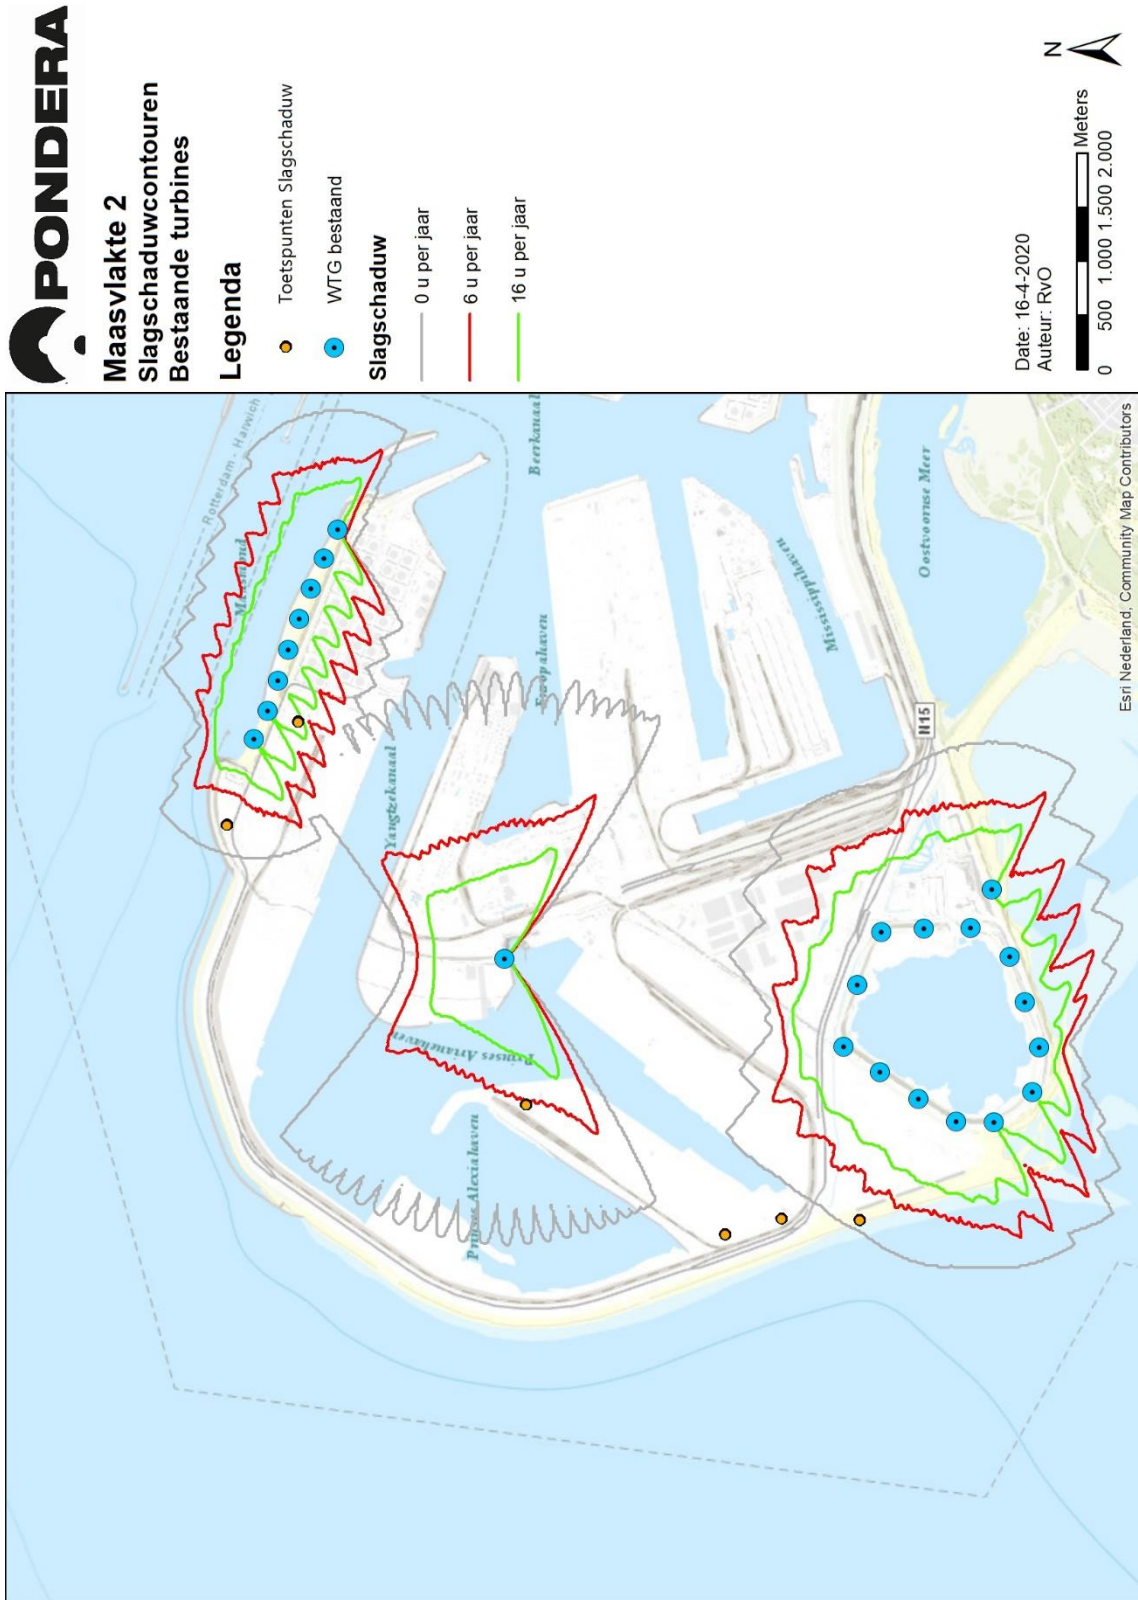 PONDERA
Maasvlakte 2
Slagschaduwcontouren
Bestaande turbines
Legenda
Toetspunten Slagschaduw
WTG bestaand
Slagschaduw
0 u per jaar
6 u per jaar
16 u per jaar
Date: 16-4-2020
Auteur: RvO
0 500 1.000 1.500 2.000
Meters
N
Rotterdam - Harwich
Maasmond
Beerkanaal
Yangtzekanaal
Europahaven
Prinses Arianehaven
Prinses Alexiahaven
Mississippihaven
Oostvoornse Meer
N15
Esri Nederland, Community Map Contributors